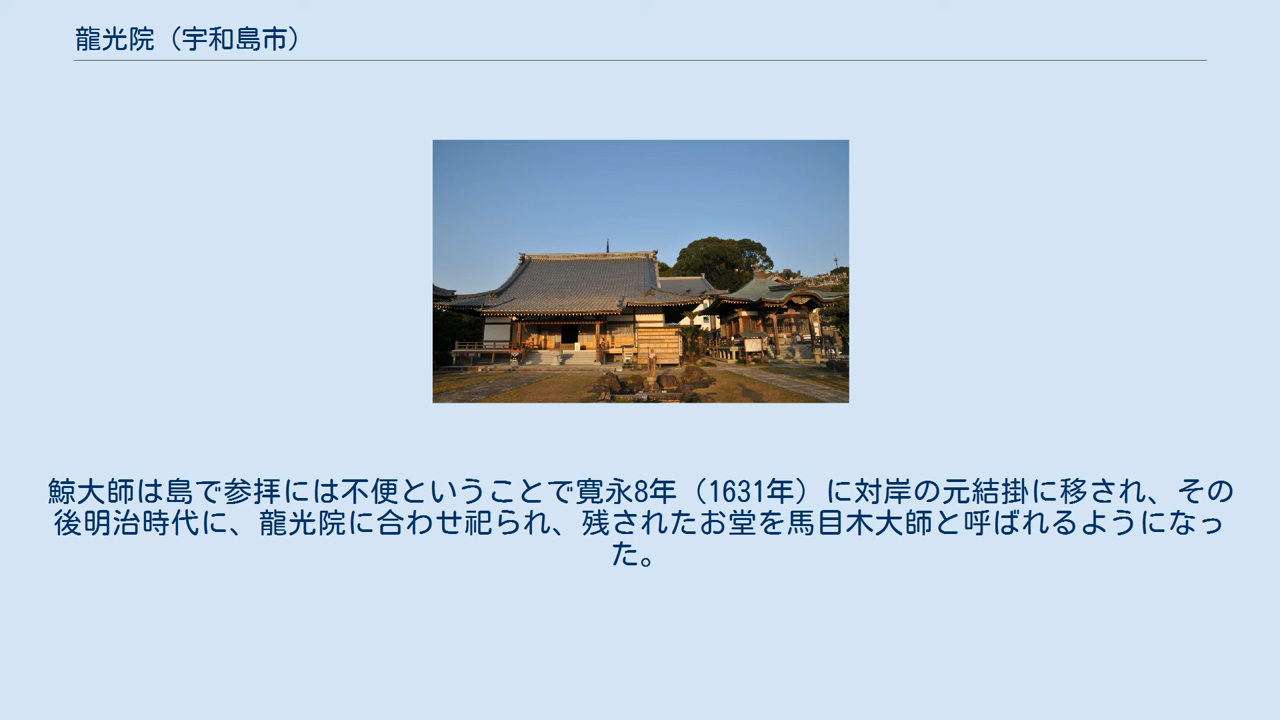 龍光院（宇和島市）
鯨大師は島で参拝には不便ということで寛永8年（1631年）に対岸の元結掛に移され、その
後明治時代に、龍光院に合わせ祀られ、残されたお堂を馬目木大師と呼ばれるようになっ
た。